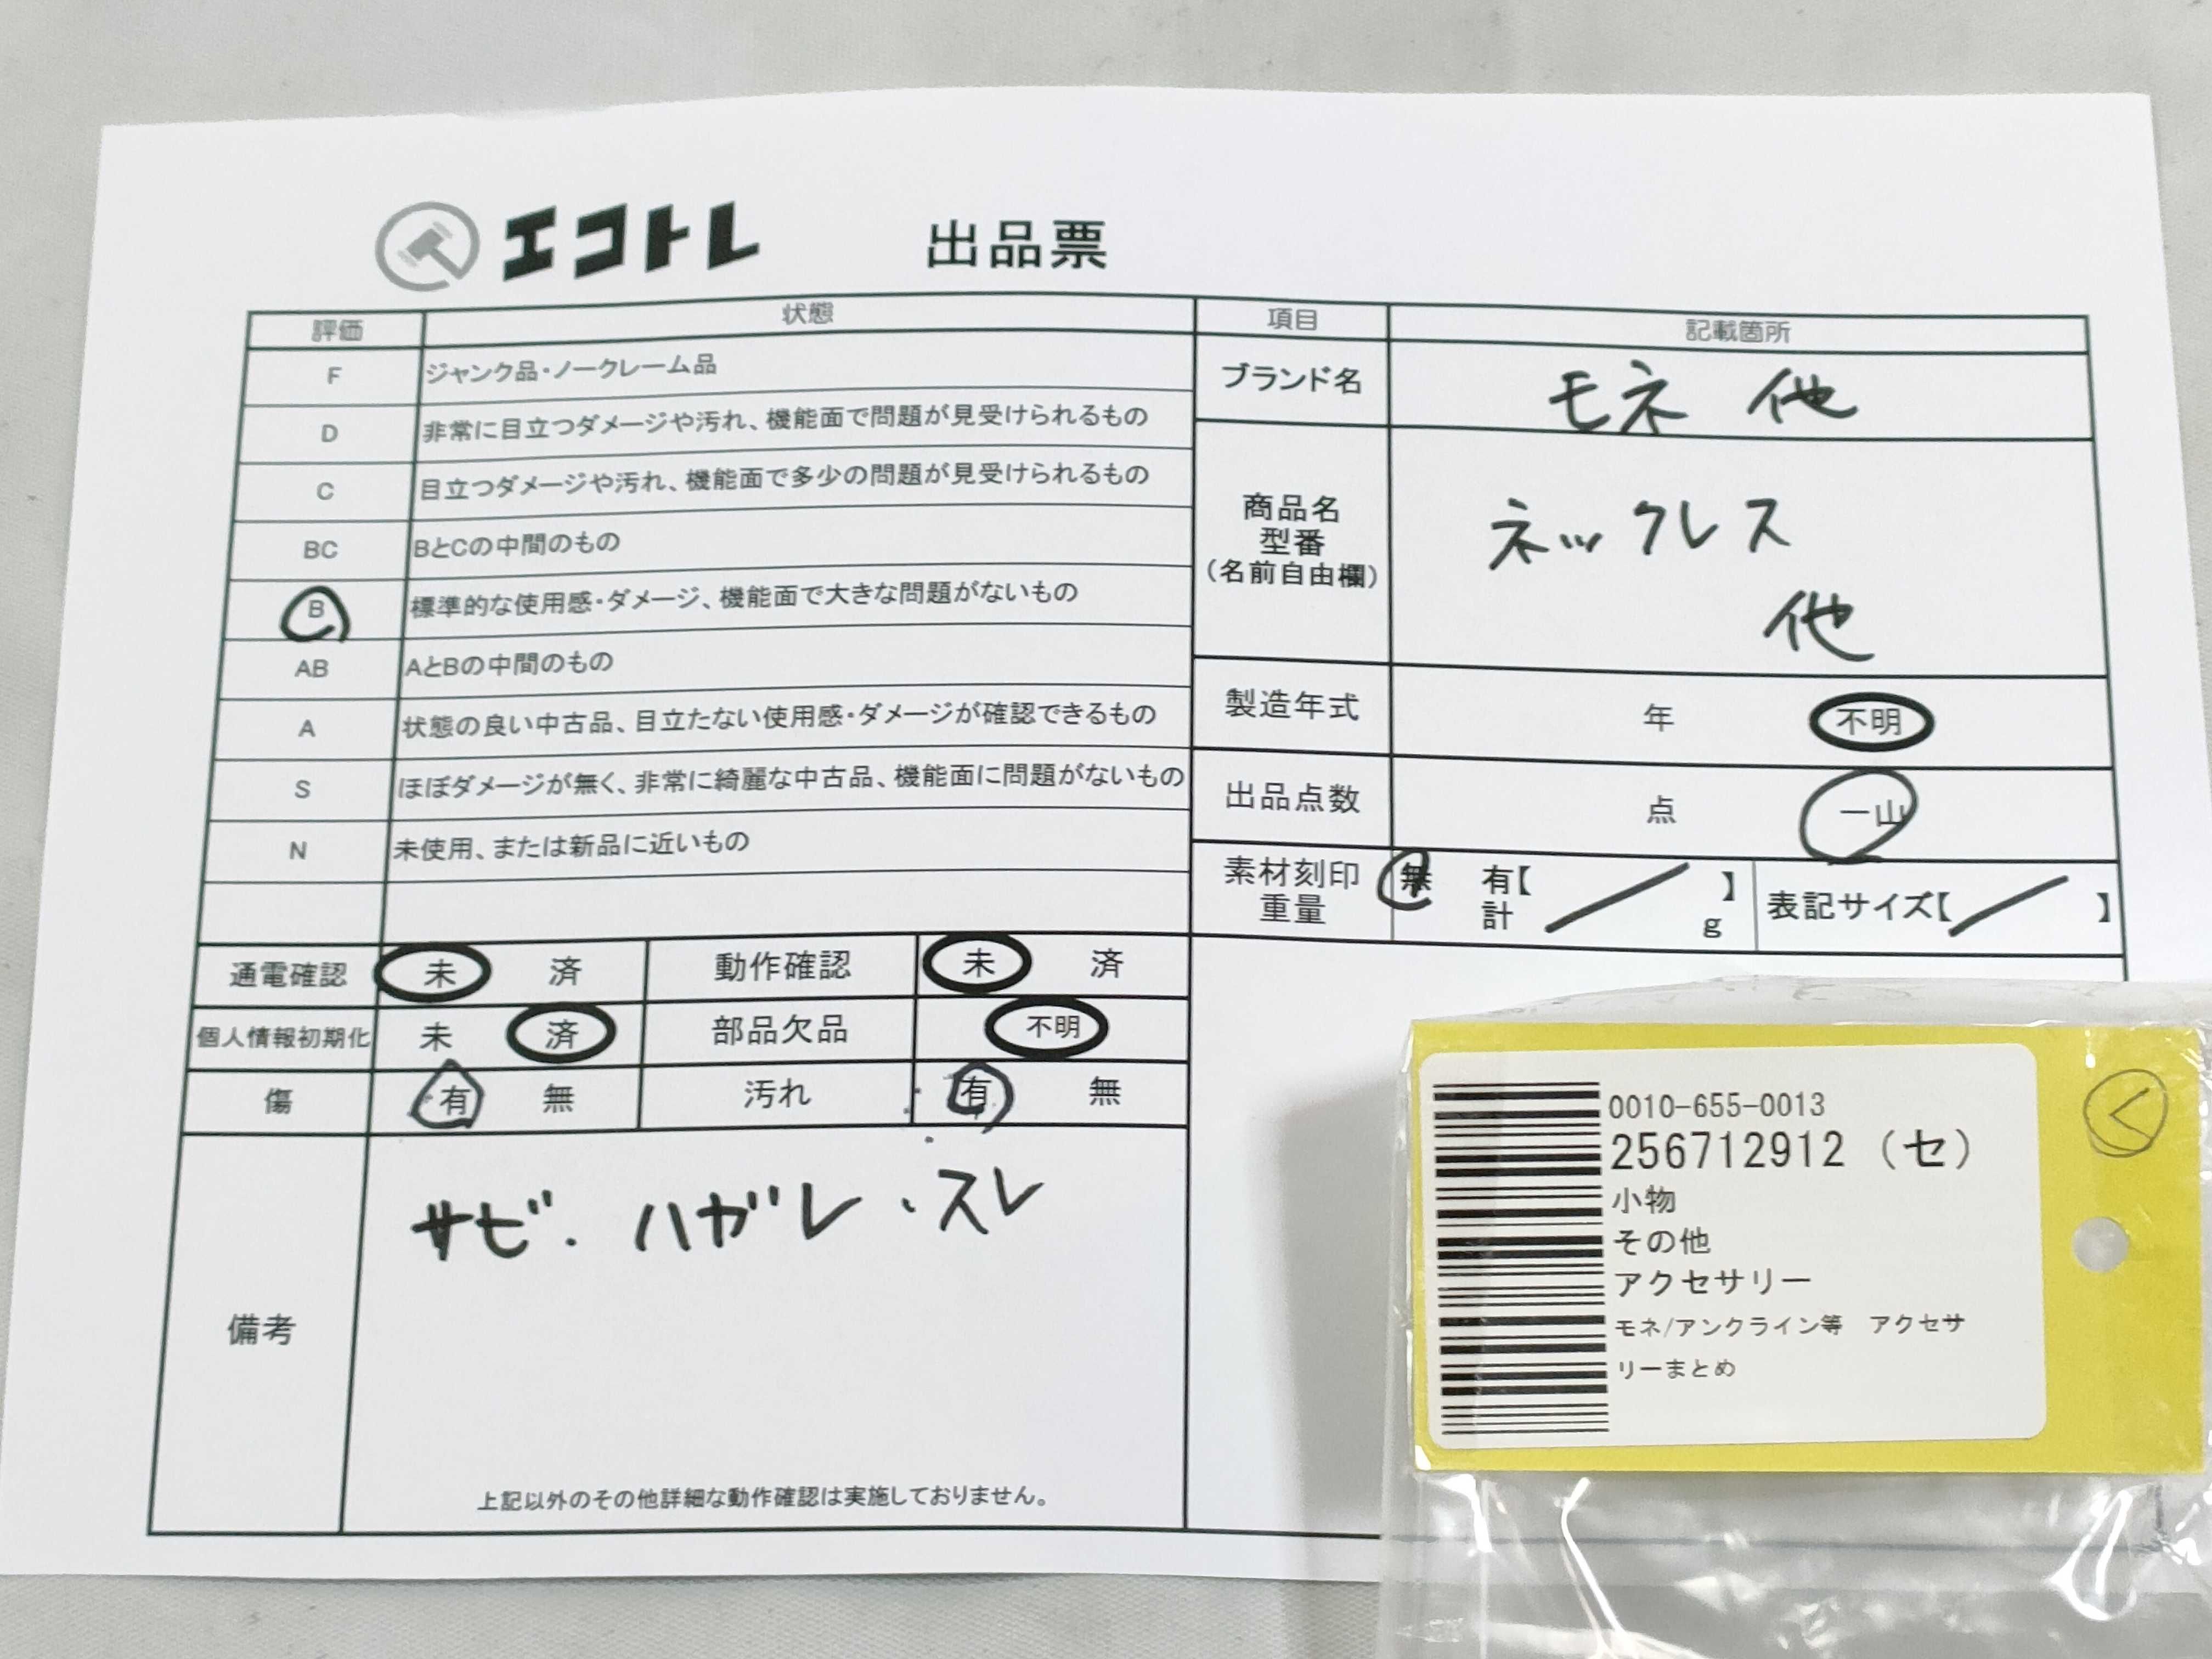 エコトレ 出品票
評価 状態
F ジャンク品・ノークレーム品
D 非常に目立つダメージや汚れ、機能面で問題が見受けられるもの
C 目立つダメージや汚れ、機能面で多少の問題が見受けられるもの
BC BとCの中間のもの
B 標準的な使用感・ダメージ、機能面で大きな問題がないもの
AB AとBの中間のもの
A 状態の良い中古品、目立たない使用感・ダメージが確認できるもの
S ほぼダメージが無く、非常に綺麗な中古品、機能面に問題がないもの
N 未使用、または新品に近いもの
項目 記載箇所
ブランド名 モネ 他
商品名
型番
(名前自由欄)
ネックレス
他
製造年式 年 不明
出品点数 点 一山
素材刻印 無 有【 】
重量 計 g
表記サイズ【 】
通電確認 未 済 動作確認 未 済
個人情報初期化 未 済 部品欠品 不明
傷 有 無 汚れ 有 無
備考
サビ・ハガレ・スレ
上記以外のその他詳細な動作確認は実施しておりません。
0010-655-0013
256712912 (セ)
小物
その他
アクセサリー
モネ/アンクライン等 アクセサ
リーまとめ
く